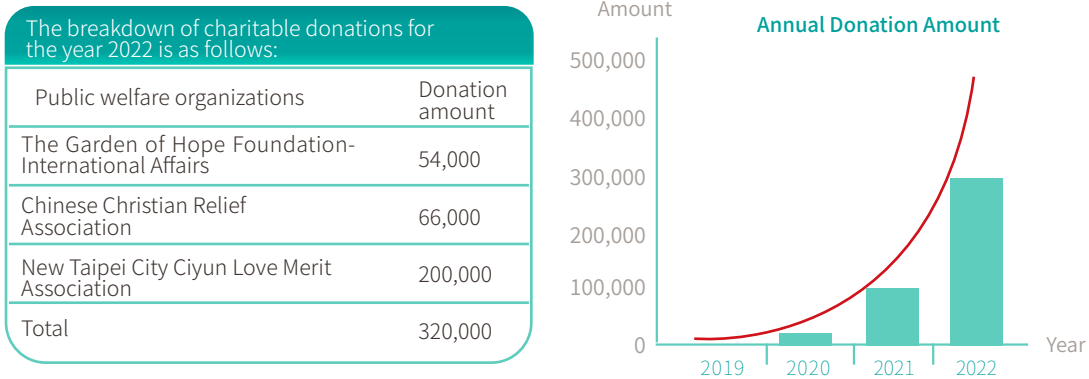 The breakdown of charitable donations for
the year 2022 is as follows:
Public welfare organizations
Donation
amount
The Garden of Hope Foundation-
International Affairs
54,000
Chinese Christian Relief
Association
66,000
New Taipei City Ciyun Love Merit
Association
200,000
Total
320,000
Amount
Annual Donation Amount
500,000
400,000
300,000
200,000
100,000
0
2019
2020
2021
2022
Year